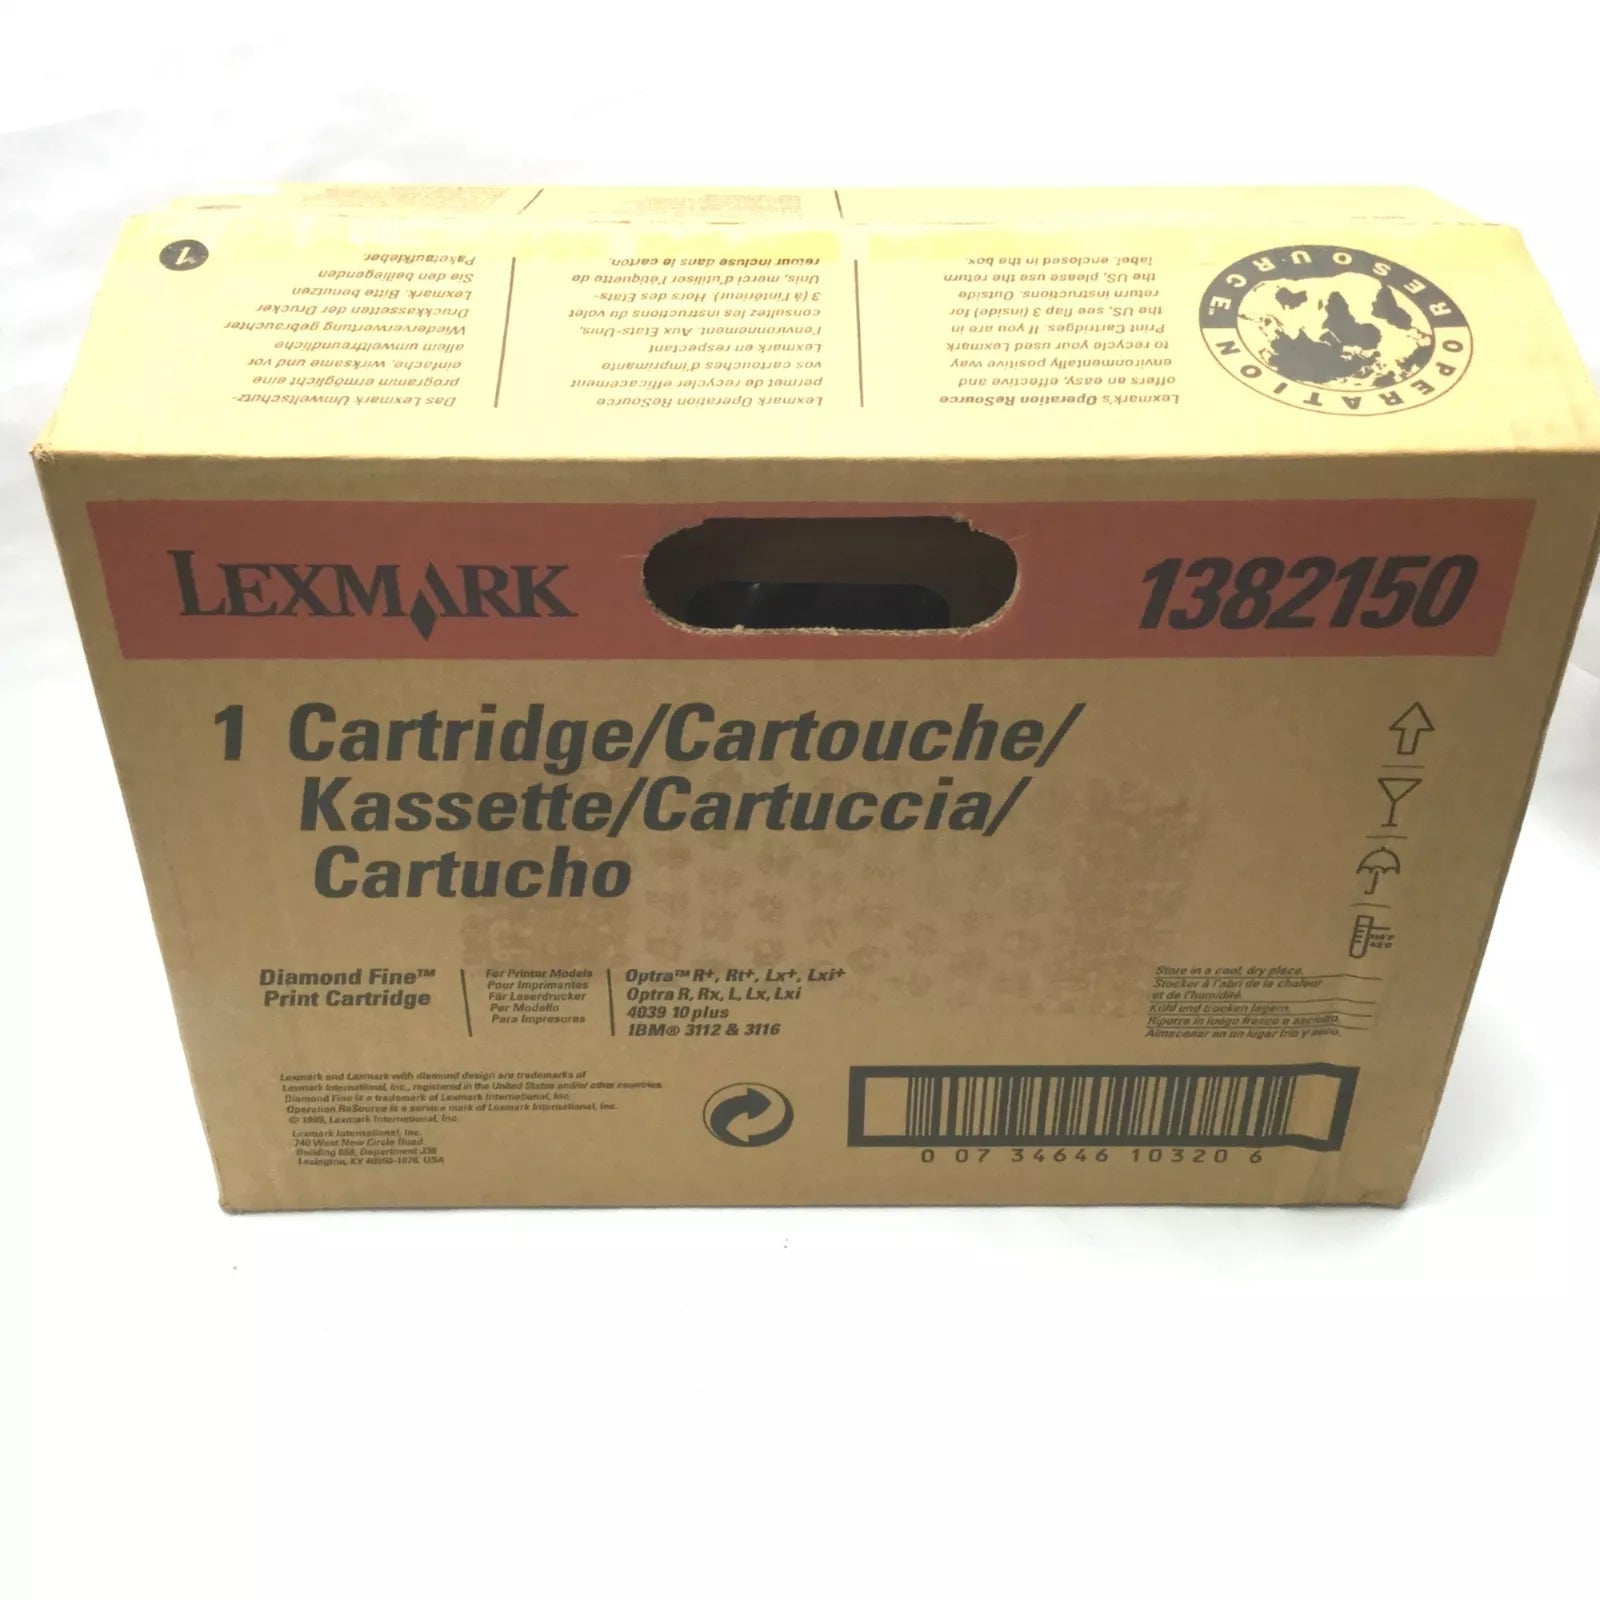 1
Das Lexmark Umweltschutz-
programm ermöglicht eine
einfache, wirksame und vor
allem umweltfreundliche
Wiederverwertung gebrauchter
Druckkassetten der Drucker
Lexmark. Bitte benutzen
Sie den beiliegenden
Paketaufkleber.
Lexmark Operation ReSource
permet de recycler efficacement
vos cartouches d'imprimante
Lexmark en respectant
l'environnement. Aux Etats-Unis,
consultez les instructions du volet
3 (à l'intérieur). Hors des Etats-
Unis, merci d'utiliser l'étiquette de
retour incluse dans le carton.
Lexmark's Operation ReSource
offers an easy, effective and
environmentally positive way
to recycle your used Lexmark
Print Cartridges. If you are in
the US, see flap 3 (inside) for
return instructions. Outside
the US, please use the return
label, enclosed in the box.
OPERATION RESOURCE
LEXMARK
1382150
1 Cartridge/Cartouche/
Kassette/Cartuccia/
Cartucho
Diamond Fine™
Print Cartridge
For Printer Models
Pour Imprimantes
Für Laserdrucker
Per Modello
Para Impresoras
Optra™ R+, Rt+, Lx+, Lxi+
Optra R, Rx, L, Lx, Lxi
4039 10 plus
IBM® 3112 & 3116
Store in a cool, dry place.
Stocker à l'abri de la chaleur
et de l'humidité.
Kühl und trocken lagern.
Riporre in luogo fresco e asciutto.
Almacenar en un lugar frío y seco.
Lexmark and Lexmark with diamond design are trademarks of
Lexmark International, Inc., registered in the United States and/or other countries.
Diamond Fine is a trademark of Lexmark International, Inc.
Operation ReSource is a service mark of Lexmark International, Inc.
Lexmark International, Inc.
Lexmark International, Inc.
740 West New Circle Road
Lexington, KY USA
0 07 34646 10320 6